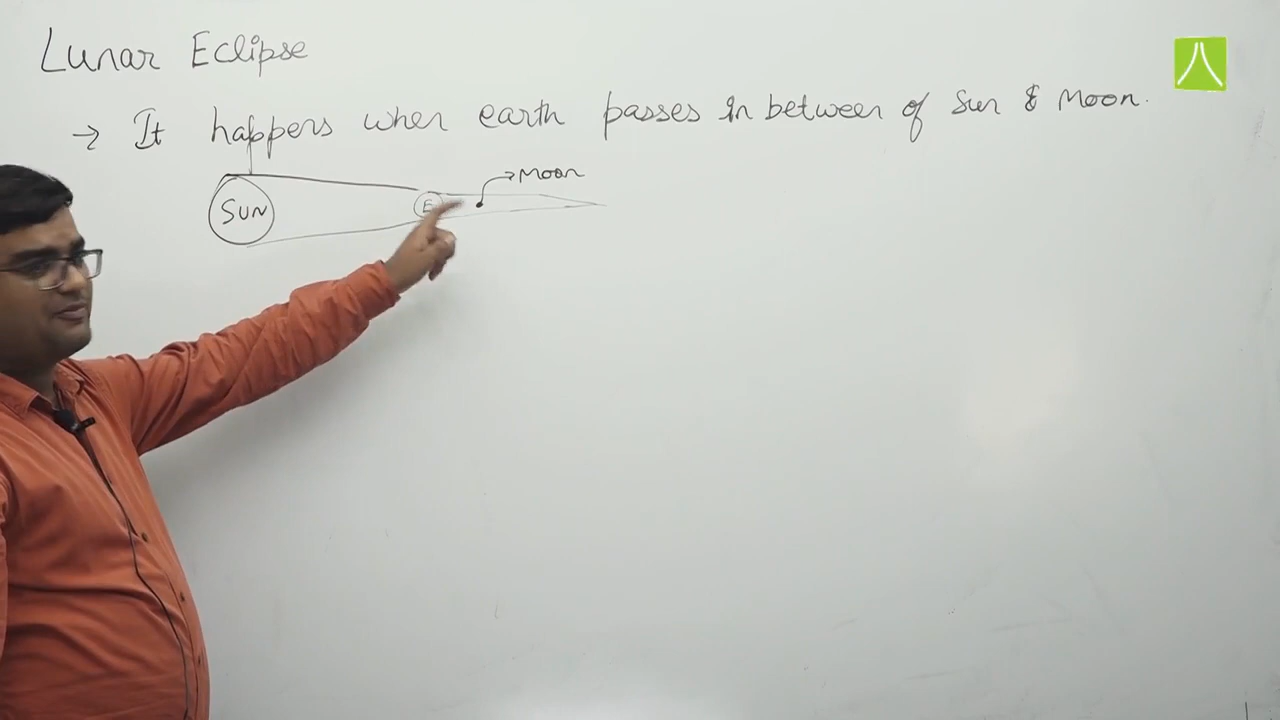 Lunar Eclipse
→ It happens when earth passes in between of Sun & Moon.
→Moon
SUN
E